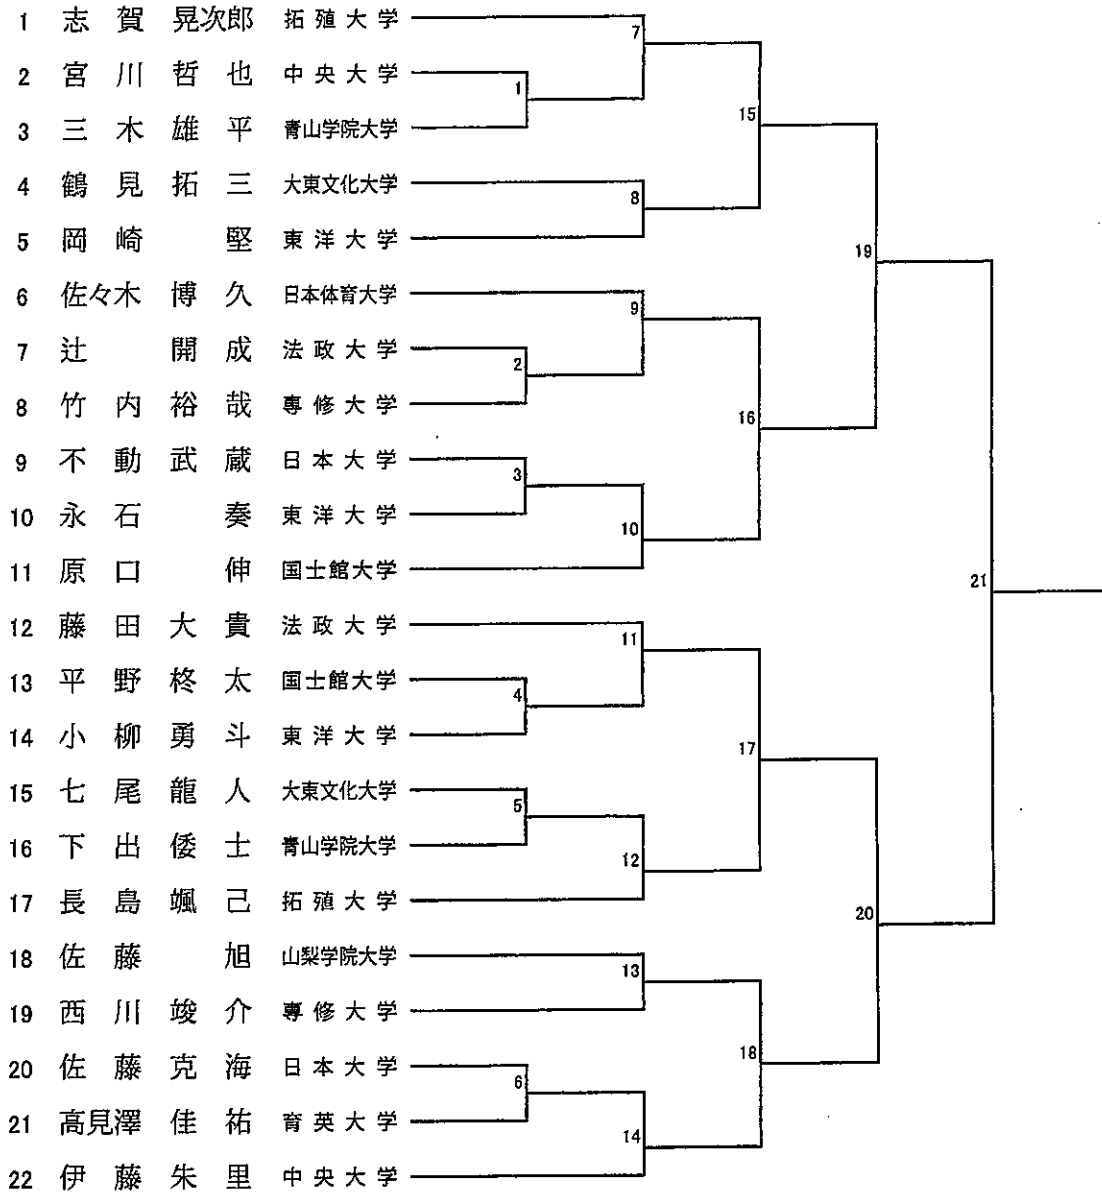 1 志賀 晃次郎 拓殖大学
7
2 宮川哲也 中央大学
1
3 三木雄平 青山学院大学
15
4 鶴見拓三 大東文化大学
8
5 岡崎 堅 東洋大学
19
6 佐々木 博久 日本体育大学
9
7 辻 開成 法政大学
2
8 竹内裕哉 専修大学
16
9 不動武蔵 日本大学
3
10 永石 奏 東洋大学
10
11 原口 伸 国士館大学
21
12 藤田大貴 法政大学
11
13 平野柊太 国士館大学
4
14 小柳勇斗 東洋大学
17
15 七尾龍人 大東文化大学
5
16 下出倭士 青山学院大学
12
17 長島颯己 拓殖大学
20
18 佐藤 旭 山梨学院大学
13
19 西川竣介 専修大学
18
20 佐藤克海 日本大学
6
21 高見澤 佳祐 育英大学
14
22 伊藤朱里 中央大学